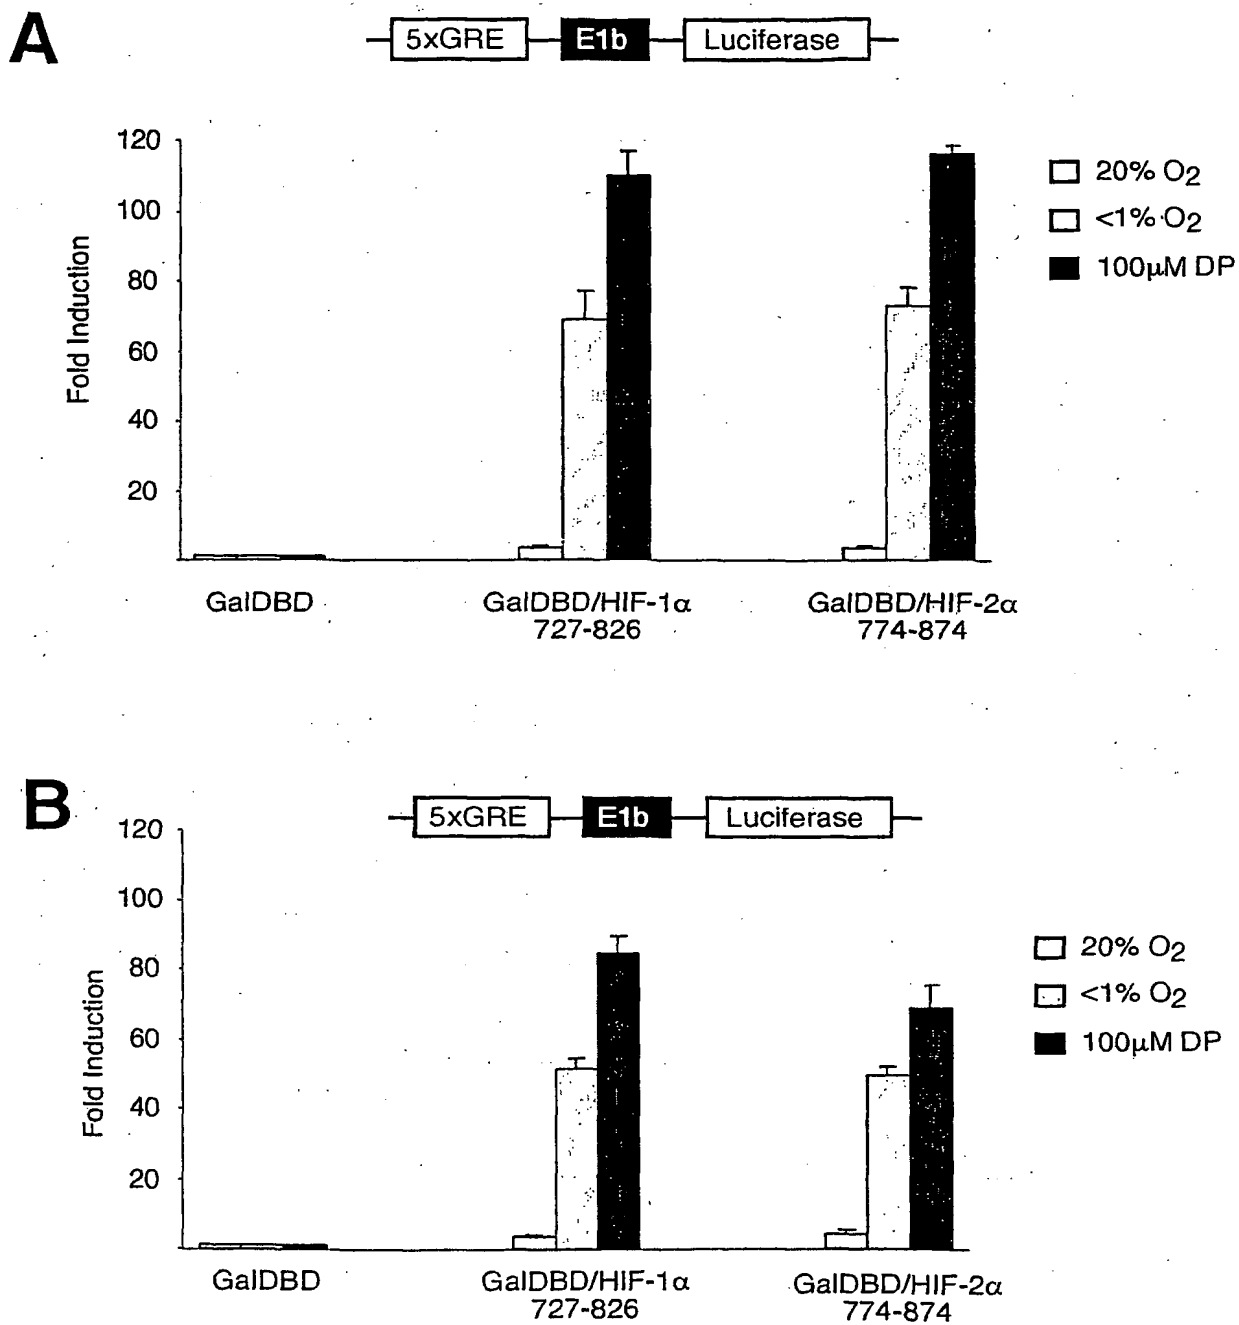 A
5xGRE E1b Luciferase
120
100
80
60
40
20
Fold Induction
20% O2
<1% O2
100µM DP
GalDBD
GalDBD/HIF-1α
727-826
GalDBD/HIF-2α
774-874
B
5xGRE E1b Luciferase
120
100
80
60
40
20
Fold Induction
20% O2
<1% O2
100µM DP
GalDBD
GalDBD/HIF-1α
727-826
GalDBD/HIF-2α
774-874